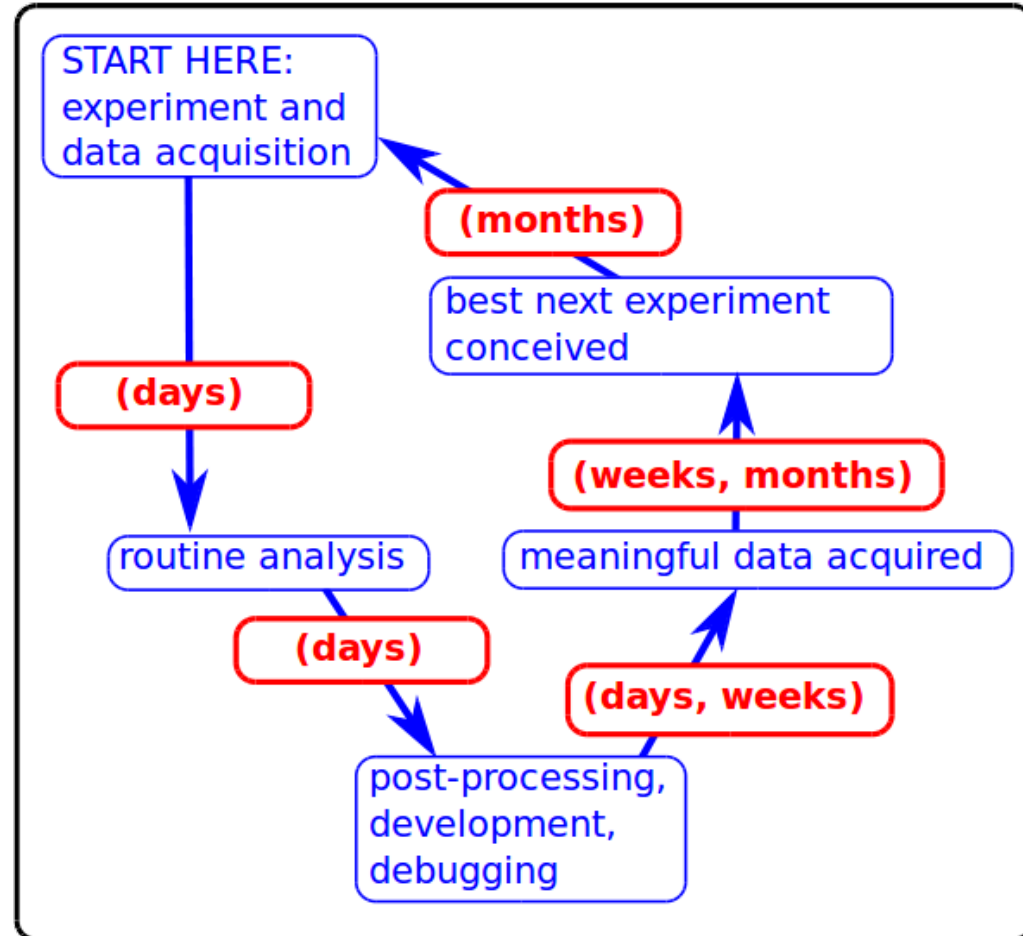 START HERE:
experiment and
data acquisition
(months)
best next experiment
conceived
(days)
(weeks, months)
routine analysis
meaningful data acquired
(days)
(days, weeks)
post-processing,
development,
debugging